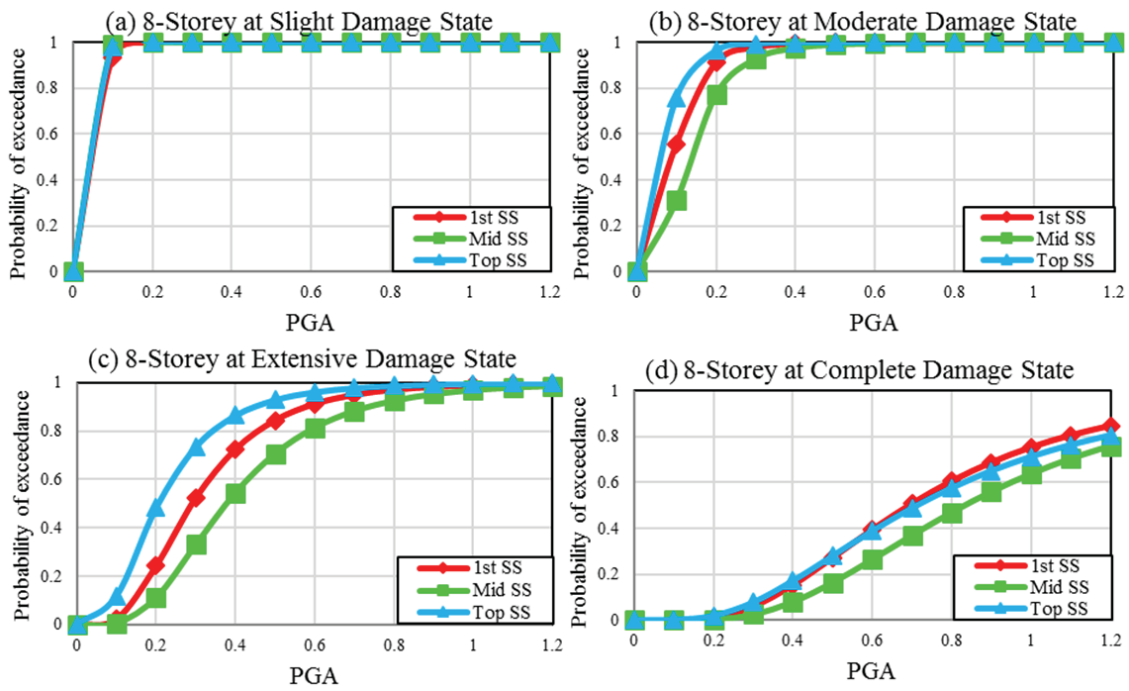 (a) 8-Storey at Slight Damage State
Probability of exceedance
1
0.8
0.6
0.4
0.2
0
1st SS
Mid SS
Top SS
0 0.2 0.4 0.6 0.8 1 1.2
PGA
(b) 8-Storey at Moderate Damage State
Probability of exceedance
1
0.8
0.6
0.4
0.2
0
1st SS
Mid SS
Top SS
0 0.2 0.4 0.6 0.8 1 1.2
PGA
(c) 8-Storey at Extensive Damage State
Probability of exceedance
1
0.8
0.6
0.4
0.2
0
1st SS
Mid SS
Top SS
0 0.2 0.4 0.6 0.8 1 1.2
PGA
(d) 8-Storey at Complete Damage State
Probability of exceedance
1
0.8
0.6
0.4
0.2
0
1st SS
Mid SS
Top SS
0 0.2 0.4 0.6 0.8 1 1.2
PGA